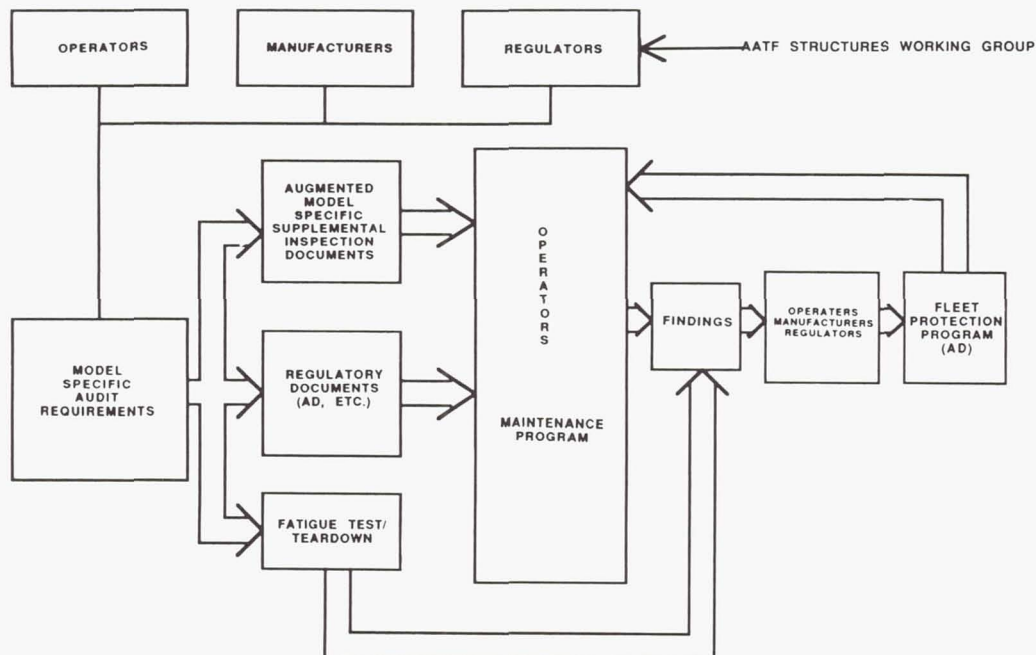 OPERATORS
MANUFACTURERS
REGULATORS
AATF STRUCTURES WORKING GROUP
AUGMENTED
MODEL
SPECIFIC
SUPPLEMENTAL
INSPECTION
DOCUMENTS
OPERATORS
MAINTENANCE
PROGRAM
MODEL
SPECIFIC
AUDIT
REQUIREMENTS
REGULATORY
DOCUMENTS
(AD, ETC.)
FATIGUE TEST/
TEARDOWN
FINDINGS
OPERATERS
MANUFACTURERS
REGULATORS
FLEET
PROTECTION
PROGRAM
(AD)